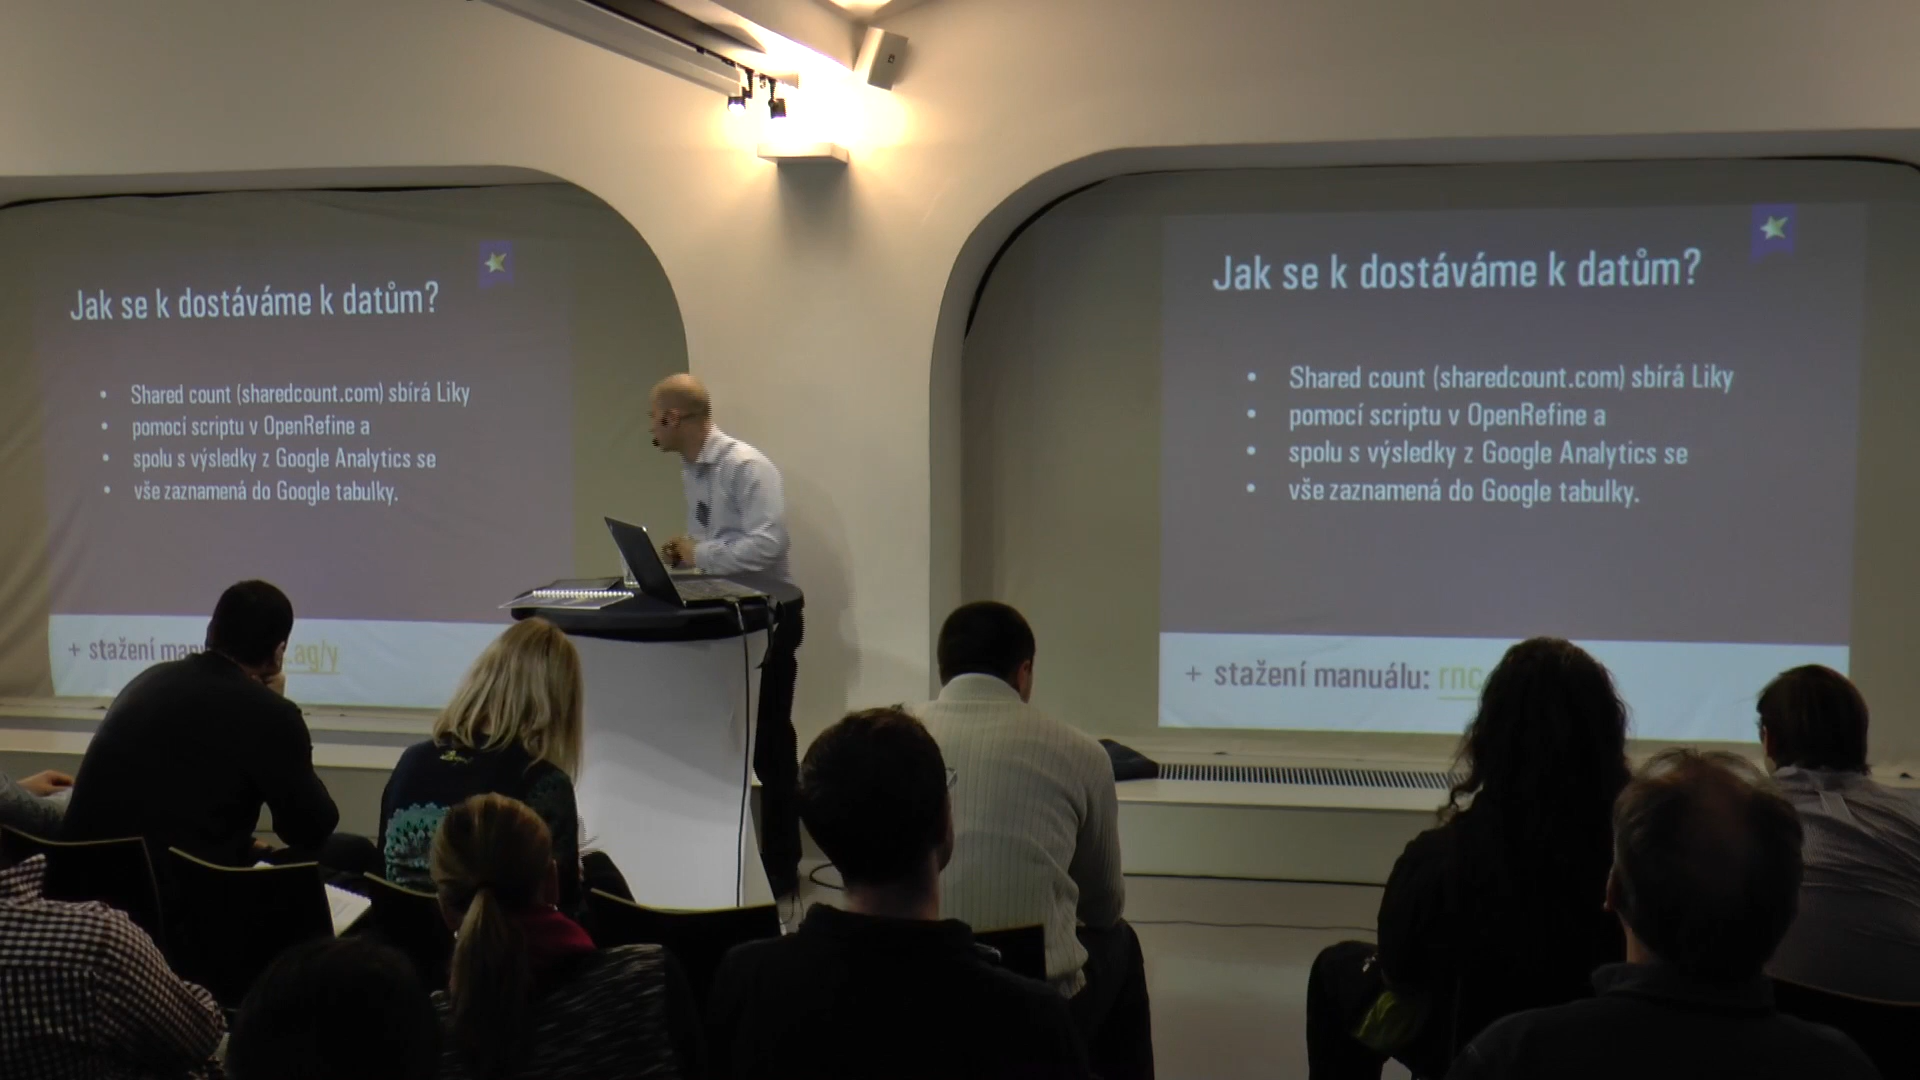 Jak se k dostáváme k datům?
• Shared count (sharedcount.com) sbírá Liky
• pomocí scriptu v OpenRefine a
• spolu s výsledky z Google Analytics se
• vše zaznamená do Google tabulky.
+ stažení .ag/y
Jak se k dostáváme k datům?
• Shared count (sharedcount.com) sbírá Liky
• pomocí scriptu v OpenRefine a
• spolu s výsledky z Google Analytics se
• vše zaznamená do Google tabulky.
+ stažení manuálu: rnc